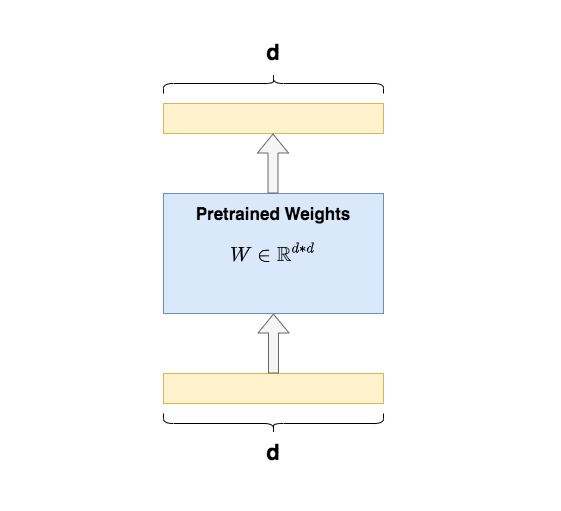 d
Pretrained Weights
W ∈ ℝ^{d*d}
d